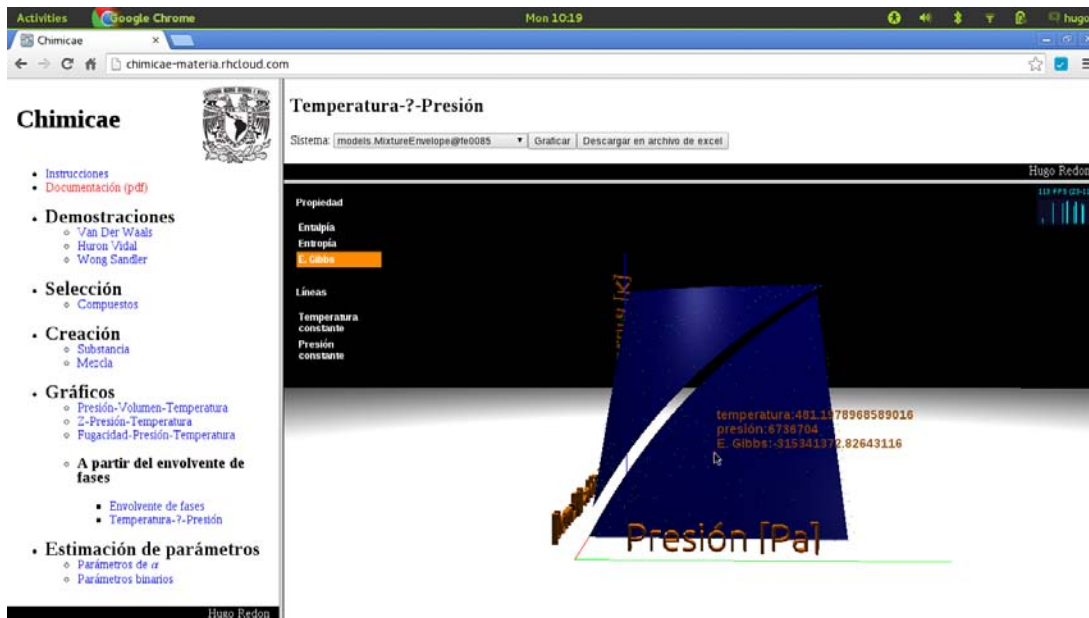 Activities
Google Chrome
Mon 10:19
hugo
Chimicae
chimicae-materia.rhcloud.com
Chimicae
Instrucciones
Documentación (pdf)
Demostraciones
Van Der Waals
Huron Vidal
Wong Sandler
Selección
Compuestos
Creación
Substancia
Mezcla
Gráficos
Presión-Volumen-Temperatura
Z-Presión-Temperatura
Fugacidad-Presión-Temperatura
A partir del envolvente de
fases
Envolvente de fases
Temperatura-?-Presión
Estimación de parámetros
Parámetros de α
Parámetros binarios
Hugo Redon
Temperatura-?-Presión
Sistema: models.MixtureEnvelope@fe0085 Graficar Descargar en archivo de excel
Hugo Redon
Propiedad
Entalpía
Entropía
E. Gibbs
Líneas
Temperatura
constante
Presión
constante
[K]
temperatura:481.1978968589016
presión:6736704
E. Gibbs:-315341372.82643116
Presión [Pa]